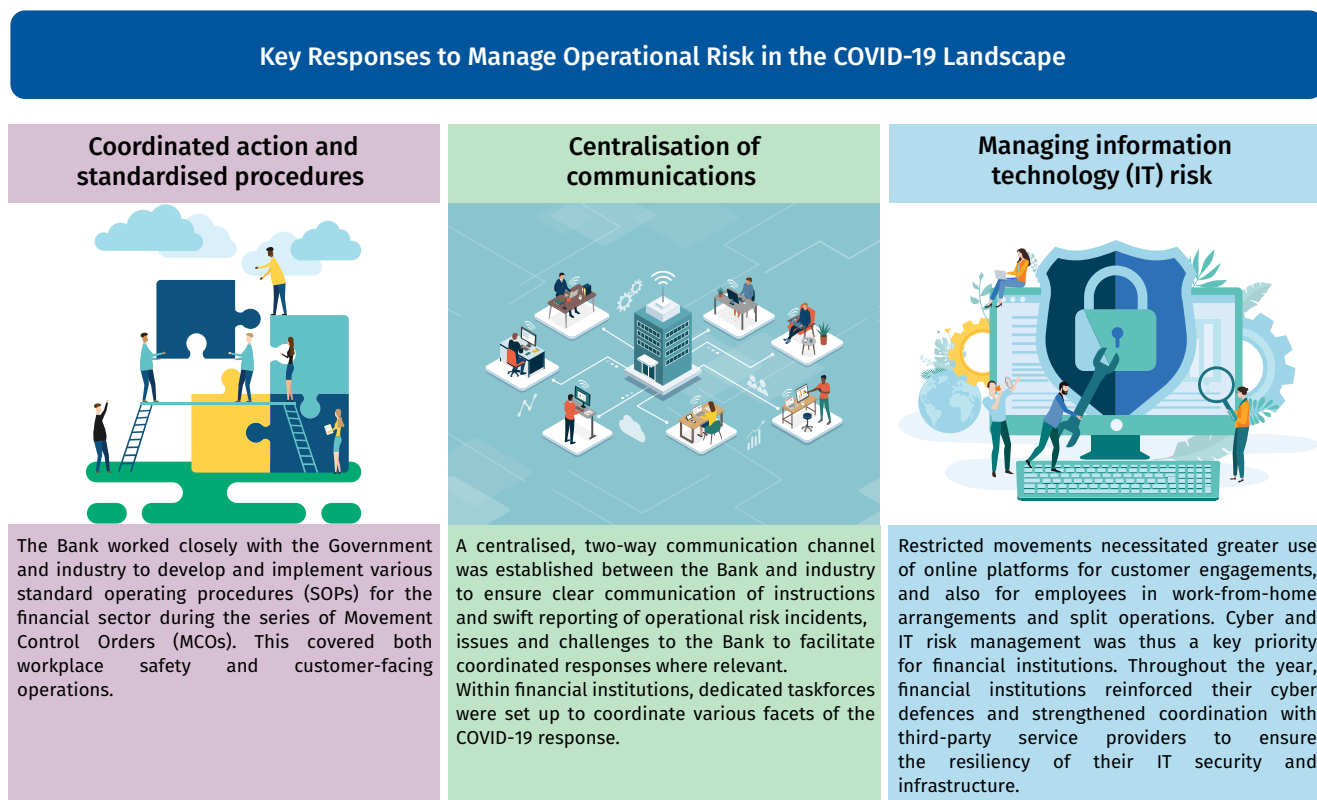 Key Responses to Manage Operational Risk in the COVID-19 Landscape
Coordinated action and
standardised procedures
The Bank worked closely with the Government
and industry to develop and implement various
standard operating procedures (SOPs) for the
financial sector during the series of Movement
Control Orders (MCOs). This covered both
workplace safety and customer-facing
operations.
Centralisation of
communications
A centralised, two-way communication channel
was established between the Bank and industry
to ensure clear communication of instructions
and swift reporting of operational risk incidents,
issues and challenges to the Bank to facilitate
coordinated responses where relevant.
Within financial institutions, dedicated taskforces
were set up to coordinate various facets of the
COVID-19 response.
Managing information
technology (IT) risk
Restricted movements necessitated greater use
of online platforms for customer engagements,
and also for employees in work-from-home
arrangements and split operations. Cyber and
IT risk management was thus a key priority
for financial institutions. Throughout the year,
financial institutions reinforced their cyber
defences and strengthened coordination with
third-party service providers to ensure
the resiliency of their IT security and
infrastructure.